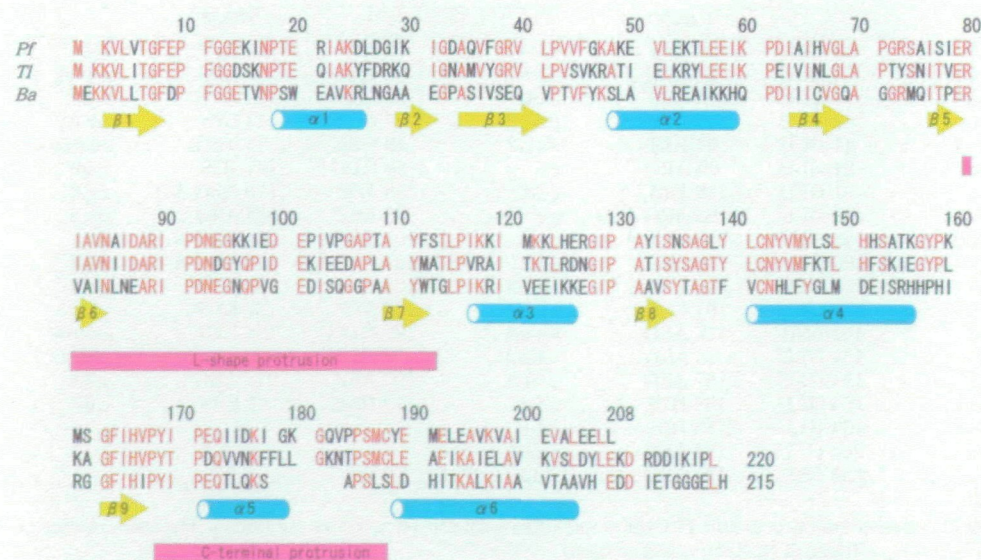 10 20 30 40 50 60 70 80
Pf M KVLVTGFEP FGGEKINPTE RIAKDLDGIK IGDAQVFGRV LPVVFGKAKE VLEKTLEEIK PDIAIHVGLA PGRSAISIER
Tl M KKVLITGFEP FGGDSKNPTE QIAKYFDRKQ IGNAMVYGRV LPVSVKRATI ELKRYLEEIK PEIVINLGLA PTYSNITVER
Ba MEKKVLLTGFDP FGGETVNPSW EAVKRLNGAA EGPASIVSEQ VPTVFYKSLA VLREAIKKHQ PDIIICVGQA GGRMQITPER
β1 α1 β2 β3 α2 β4 β5
90 100 110 120 130 140 150 160
IAVNAIDARI PDNEGKKIED EPIVPGAPTA YFSTLPIKKI MKKLHERGIP AYISNSAGLY LCNYVMYLSL HHSATKGYPK
IAVNIIDARI PDNDGYQPID EKIEEDAPLA YMATLPVRAI TKTLRDNGIP ATISYSAGTY LCNYVMFKTL HFSKIEGYPL
VAINLNEARI PDNEGNQPVG EDISQGGPAA YWTGLPIKRI VEEIKKEGIP AAVSYTAGTF VCNHLFYGLM DEISRHHPHI
β6 β7 α3 β8 α4
L-shape protrusion
170 180 190 200 208
MS GFIHVPYI PEQIIDKI GK GQVPPSMCYE MELEAVKVAI EVALEELL
KA GFIHVPYT PDQVVNKFFLL GKNTPSMCLE AEIKAIELAV KVSLDYLEKD RDDIKIPL 220
RG GFIHIPYI PEQTLQKS APSLSLD HITKALKIAA VTAAVH EDD IETGGGELH 215
β9 α5 α6
C-terminal protrusion